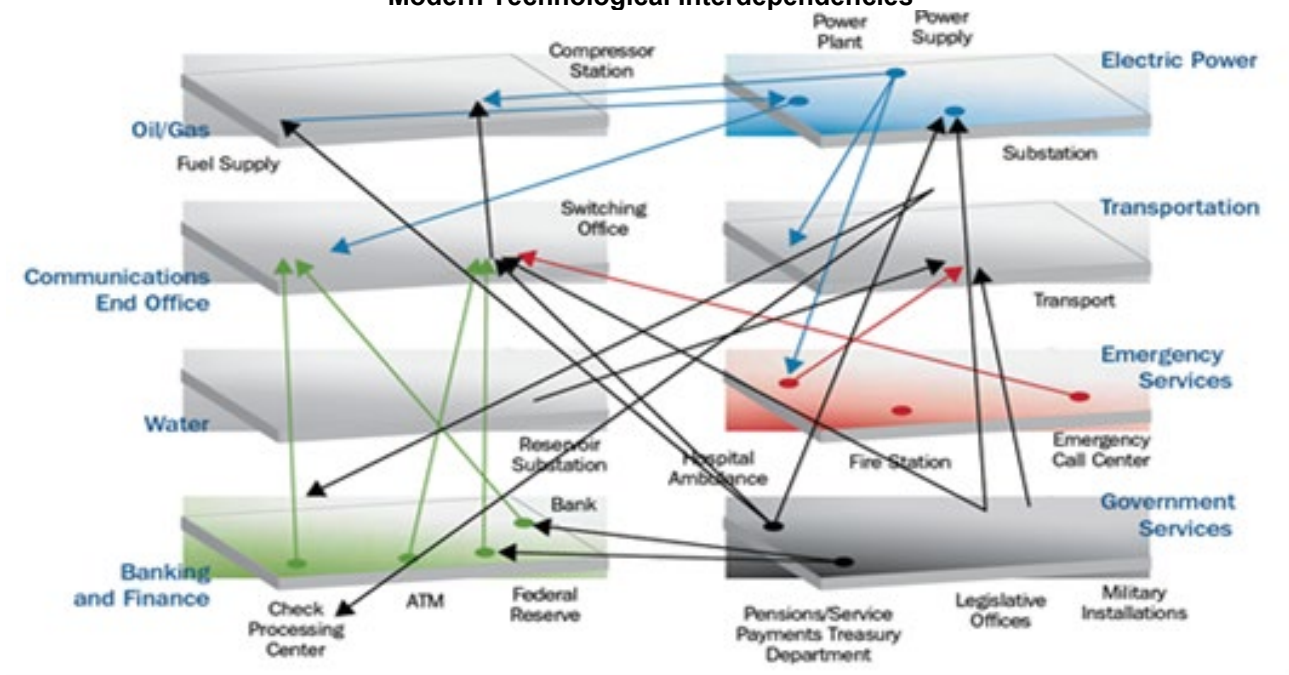 Modern Technological Interdependencies
Power
Plant
Power
Supply
Compressor
Station
Electric Power
Oil/Gas
Fuel Supply
Substation
Switching
Office
Transportation
Communications
End Office
Transport
Emergency
Services
Water
Reservoir
Substation
Hospital
Ambulance
Fire Station
Emergency
Call Center
Bank
Government
Services
Banking
and Finance
Check
Processing
Center
ATM
Federal
Reserve
Pensions/Service
Payments Treasury
Department
Legislative
Offices
Military
Installations